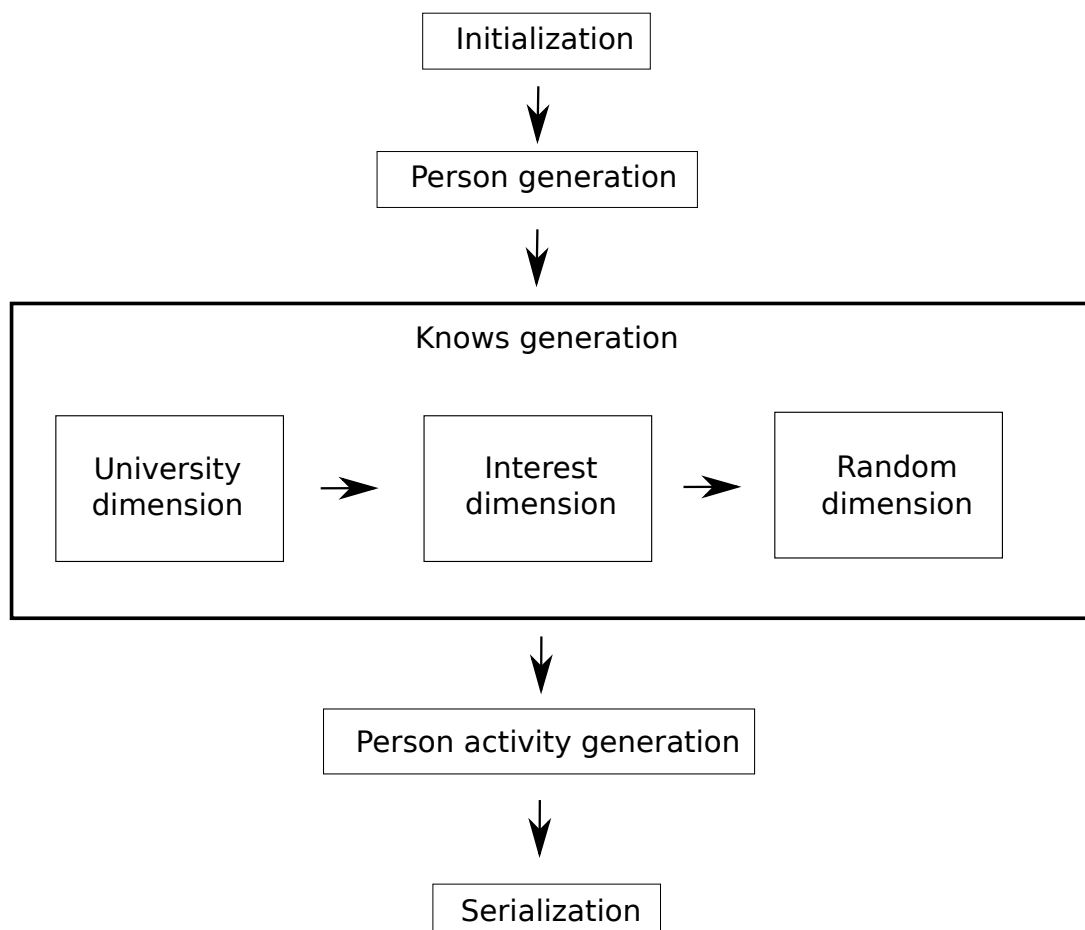 Initialization
Person generation
Knows generation
University
dimension
Interest
dimension
Random
dimension
Person activity generation
Serialization